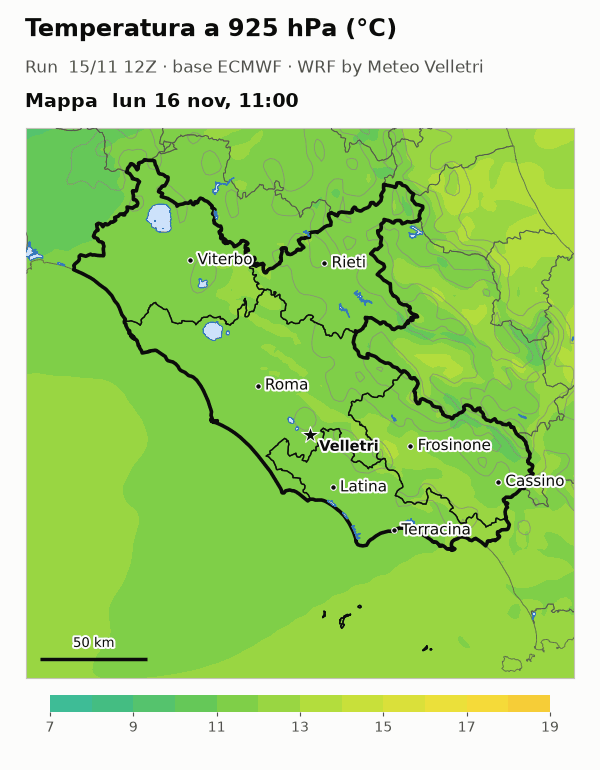 Temperatura a 925 hPa (°C)
Run  15/11 12Z · base ECMWF · WRF by Meteo Velletri
Mappa  lun 16 nov, 11:00
Viterbo
Rieti
Roma
Velletri
Frosinone
Latina
Cassino
Terracina
50 km
7 9 11 13 15 17 19